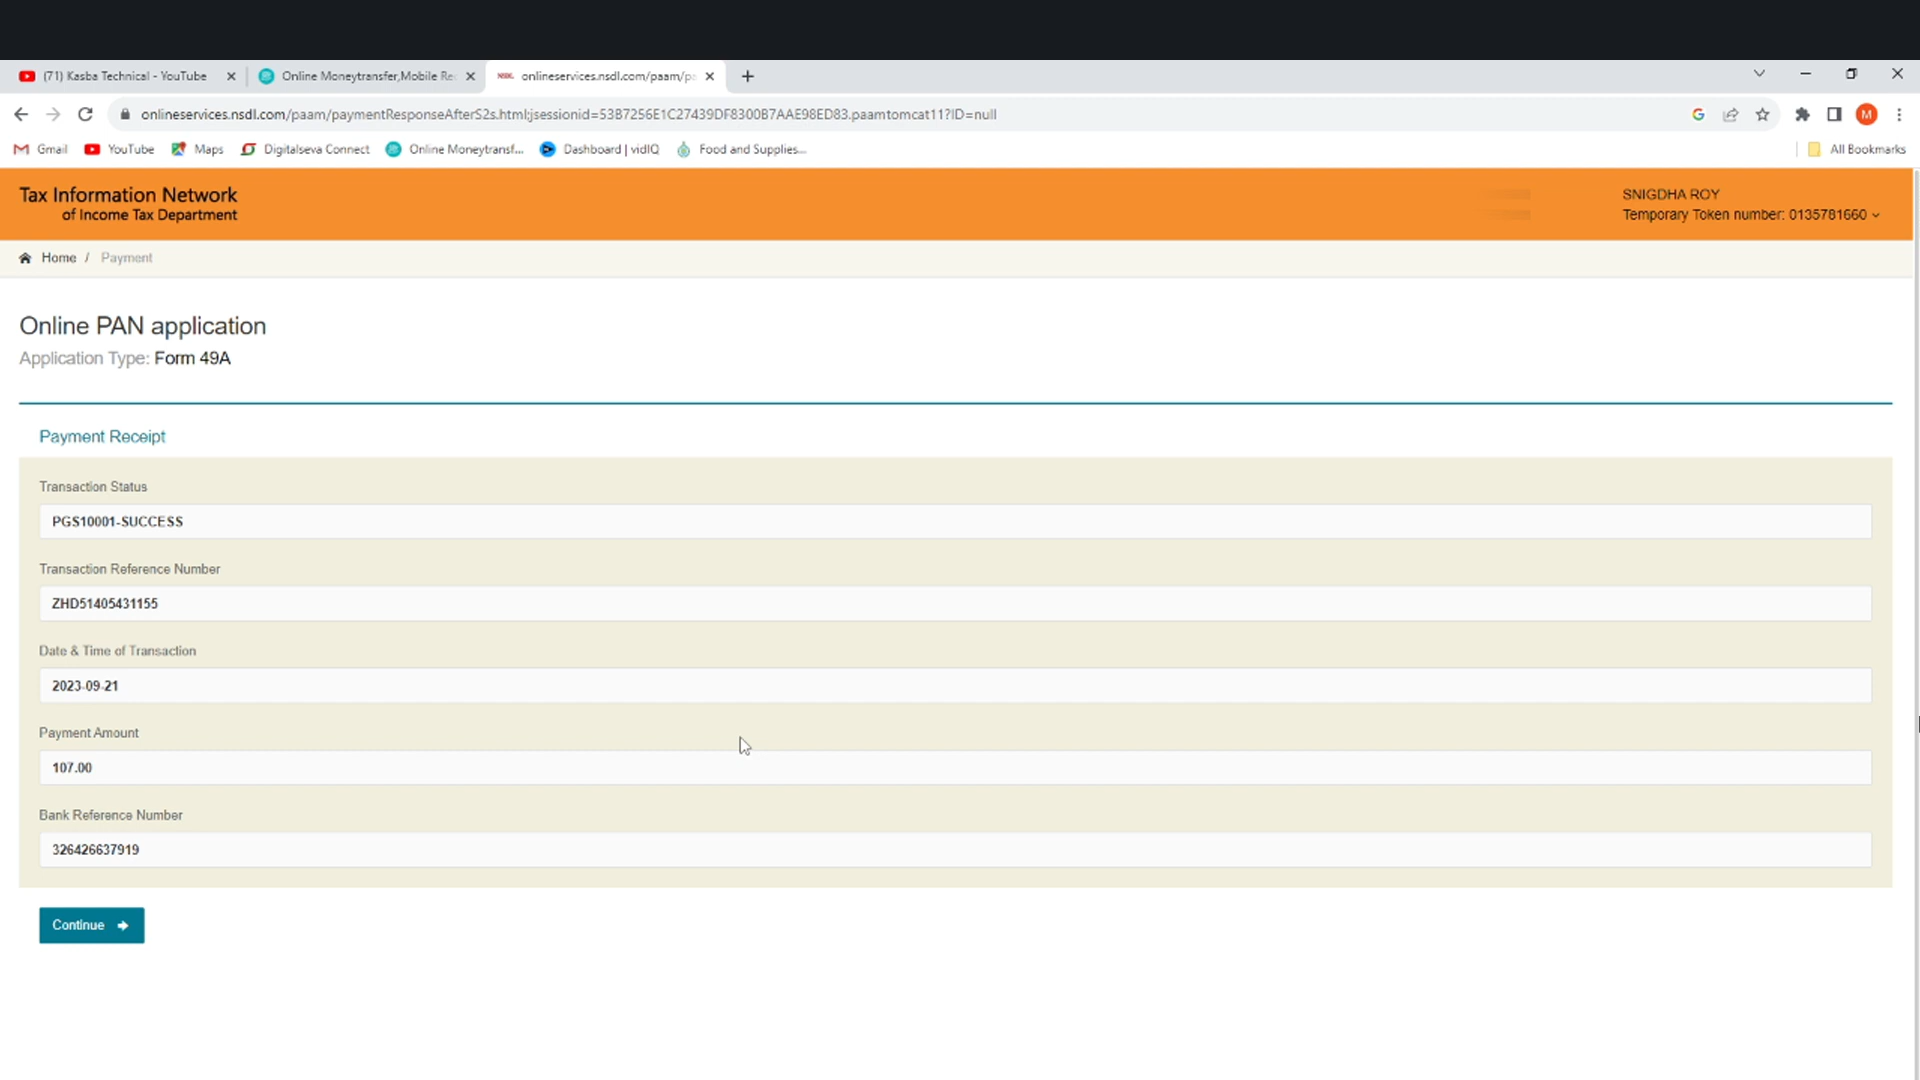 (71) Kasba Technical - YouTube
Online Moneytransfer,Mobile Re
NSDL onlineservices.nsdl.com/paam/pa
onlineservices.nsdl.com/paam/paymentResponseAfterS2s.html;jsessionid=53B7256E1C27439DF8300B7AAE98ED83.paamtomcat11?ID=null
M
Gmail
YouTube
Maps
Digitalseva Connect
Online Moneytransf...
Dashboard | vidIQ
Food and Supplies...
All Bookmarks
Tax Information Network
of Income Tax Department
SNIGDHA ROY
Temporary Token number: 0135781660
Home / Payment
Online PAN application
Application Type: Form 49A
Payment Receipt
Transaction Status
PGS10001-SUCCESS
Transaction Reference Number
ZHD51405431155
Date & Time of Transaction
2023-09-21
Payment Amount
107.00
Bank Reference Number
326426637919
Continue